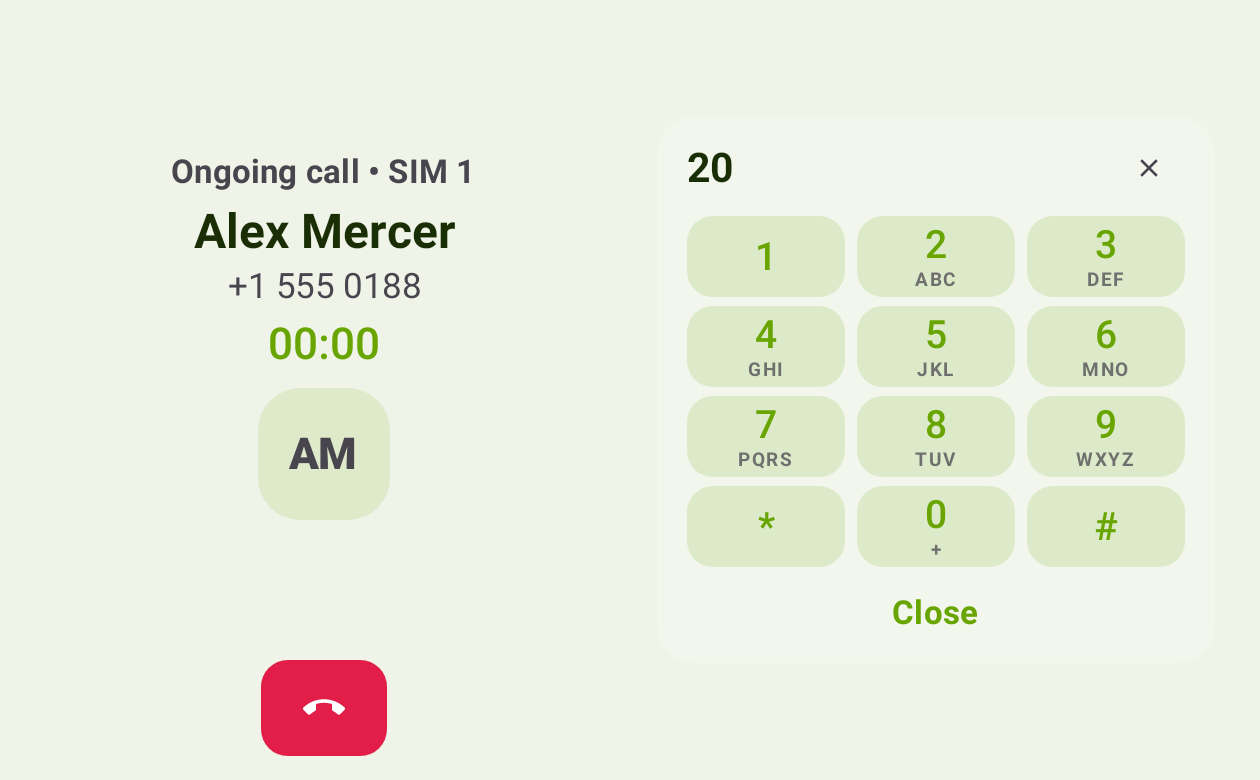 Ongoing call • SIM 1
Alex Mercer
+1 555 0188
00:00
AM
20
1
2
ABC
3
DEF
4
GHI
5
JKL
6
MNO
7
PQRS
8
TUV
9
WXYZ
*
0
+
#
Close